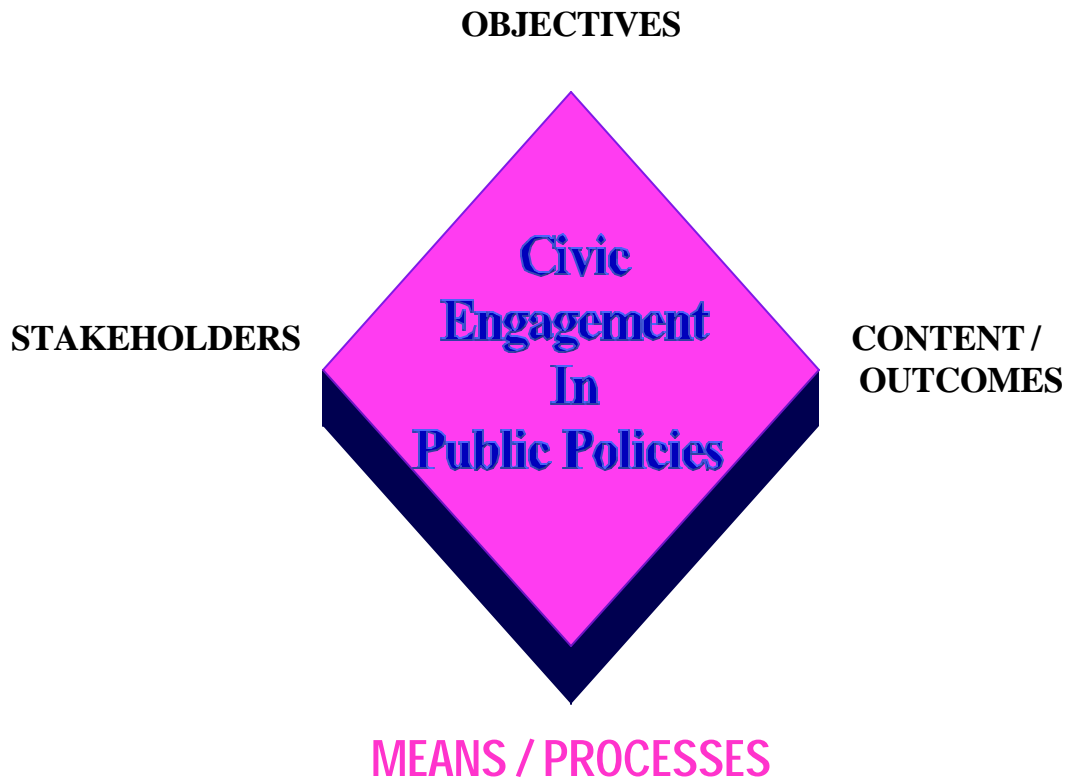 OBJECTIVES
Civic
Engagement
In
Public Policies
STAKEHOLDERS
CONTENT /
OUTCOMES
MEANS / PROCESSES